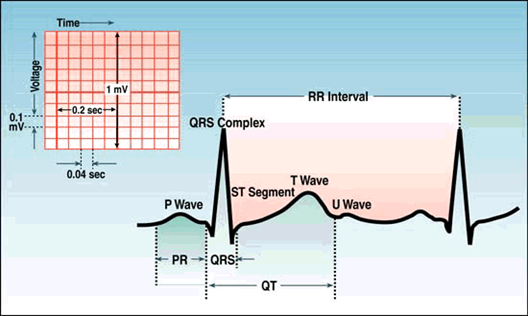 Time
Voltage
1 mV
0.2 sec
0.1
mV
0.04 sec
RR Interval
QRS Complex
T Wave
ST Segment
P Wave
U Wave
PR
QRS
QT